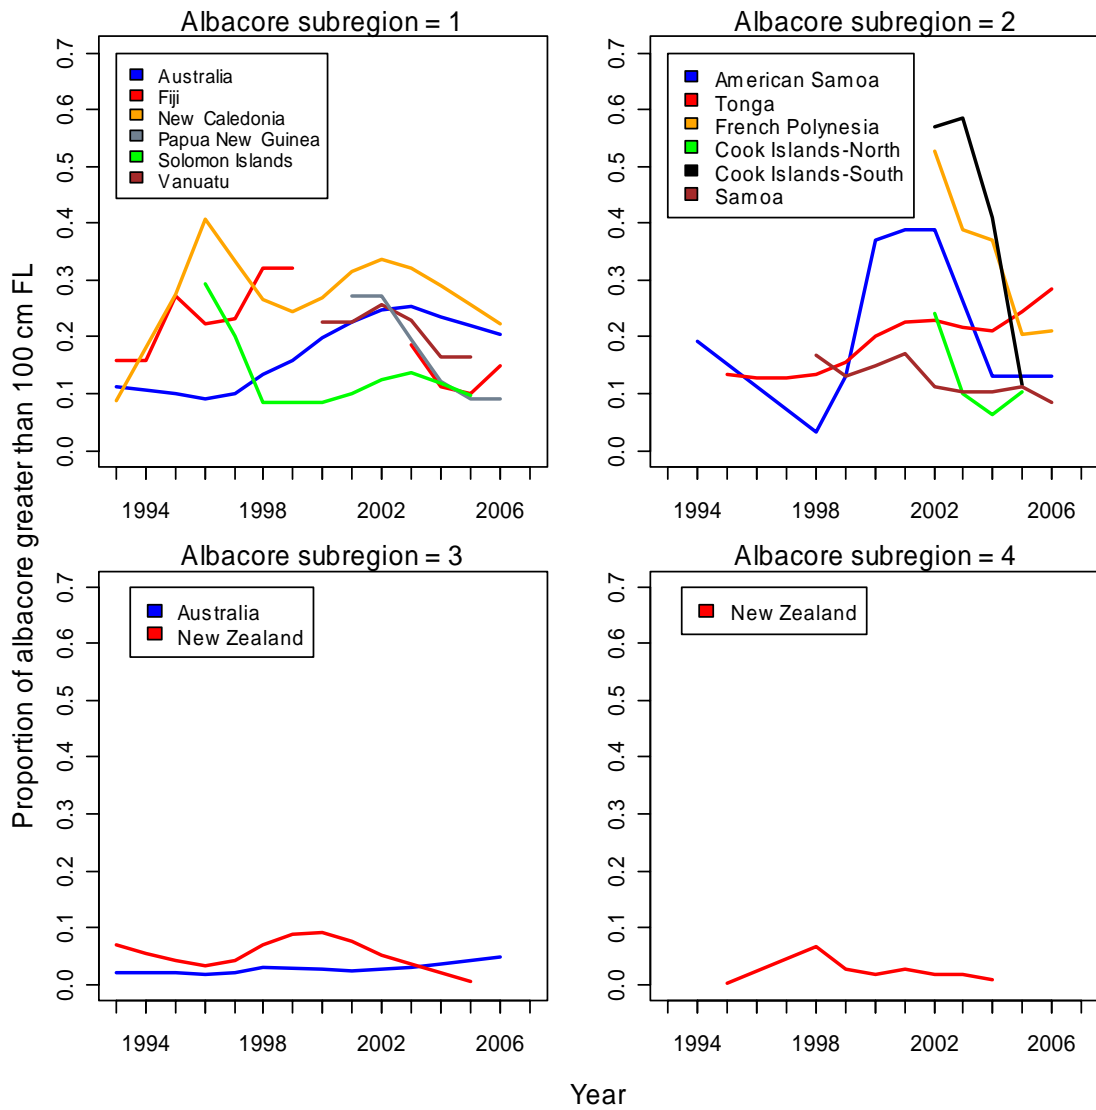 Albacore subregion = 1
Australia
Fiji
New Caledonia
Papua New Guinea
Solomon Islands
Vanuatu
0.7
0.6
0.5
0.4
0.3
0.2
0.1
0.0
1994 1998 2002 2006
Albacore subregion = 2
American Samoa
Tonga
French Polynesia
Cook Islands-North
Cook Islands-South
Samoa
0.7
0.6
0.5
0.4
0.3
0.2
0.1
0.0
1994 1998 2002 2006
Albacore subregion = 3
Australia
New Zealand
0.7
0.6
0.5
0.4
0.3
0.2
0.1
0.0
1994 1998 2002 2006
Albacore subregion = 4
New Zealand
0.7
0.6
0.5
0.4
0.3
0.2
0.1
0.0
1994 1998 2002 2006
Proportion of albacore greater than 100 cm FL
Year